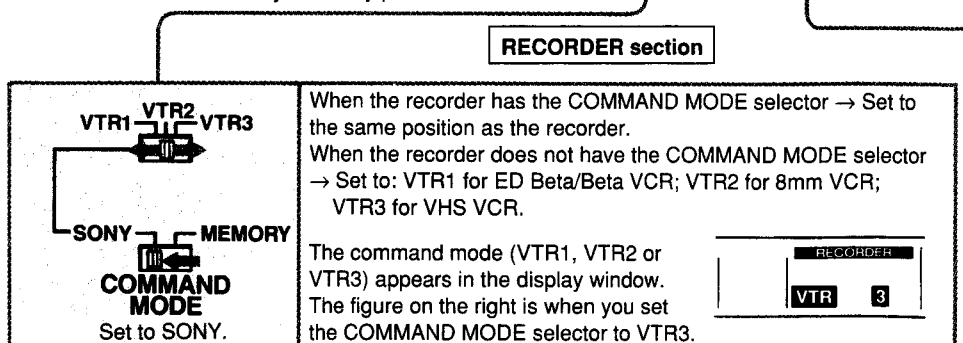 RECORDER section
VTR1
VTR2
VTR3
SONY
MEMORY
COMMAND
MODE
Set to SONY.
When the recorder has the COMMAND MODE selector → Set to
the same position as the recorder.
When the recorder does not have the COMMAND MODE selector
→ Set to: VTR1 for ED Beta/Beta VCR; VTR2 for 8mm VCR;
VTR3 for VHS VCR.
The command mode (VTR1, VTR2 or
VTR3) appears in the display window.
The figure on the right is when you set
the COMMAND MODE selector to VTR3.
RECORDER
VTR 3